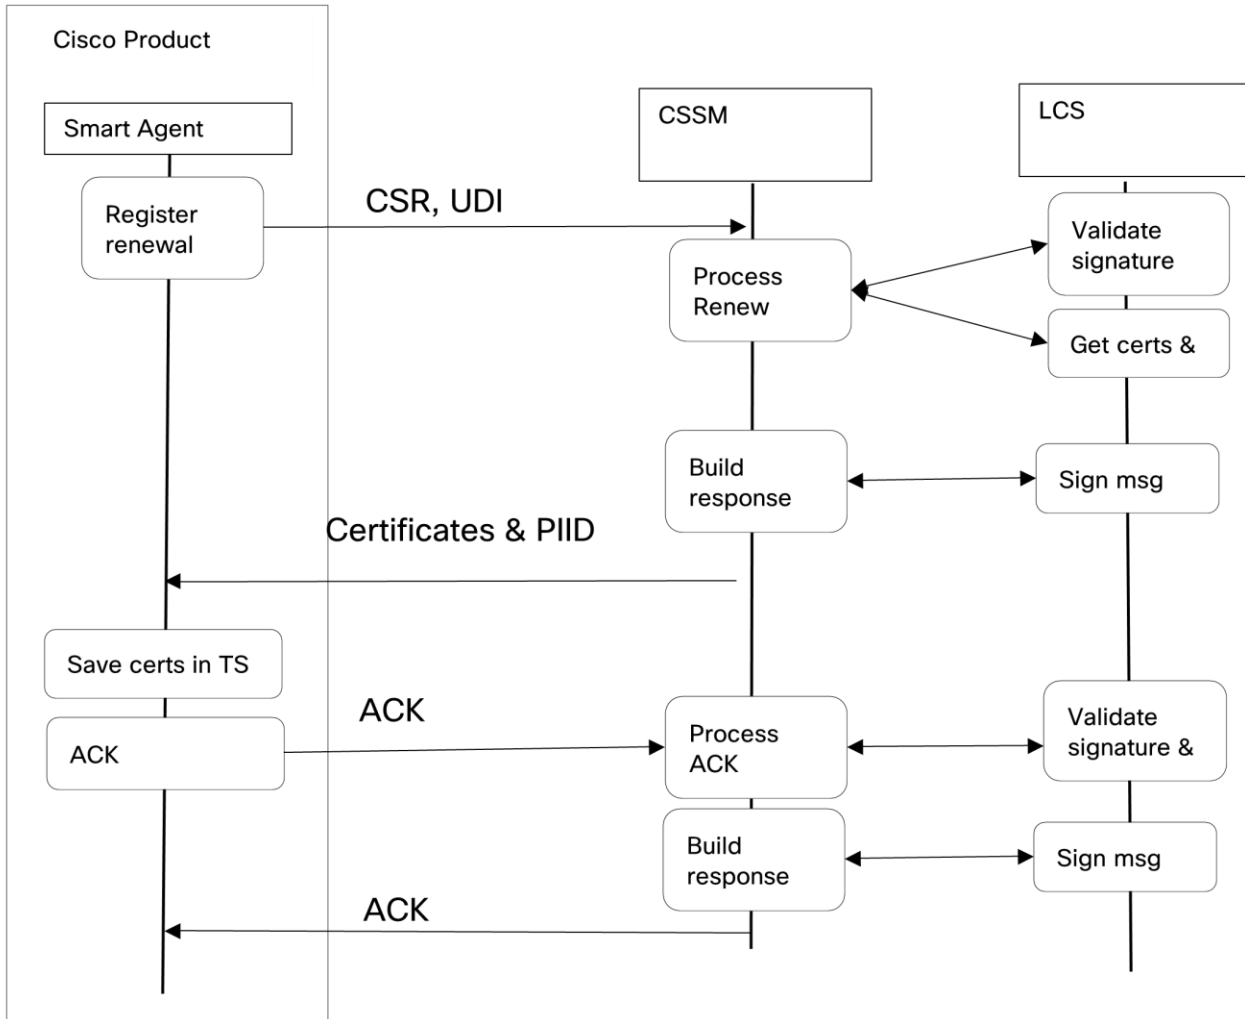 Cisco Product
Smart Agent
CSSM
LCS
Register
renewal
CSR, UDI
Validate
signature
Process
Renew
Get certs &
Build
response
Sign msg
Certificates & PIID
Save certs in TS
ACK
ACK
Process
ACK
Validate
signature &
Build
response
Sign msg
ACK